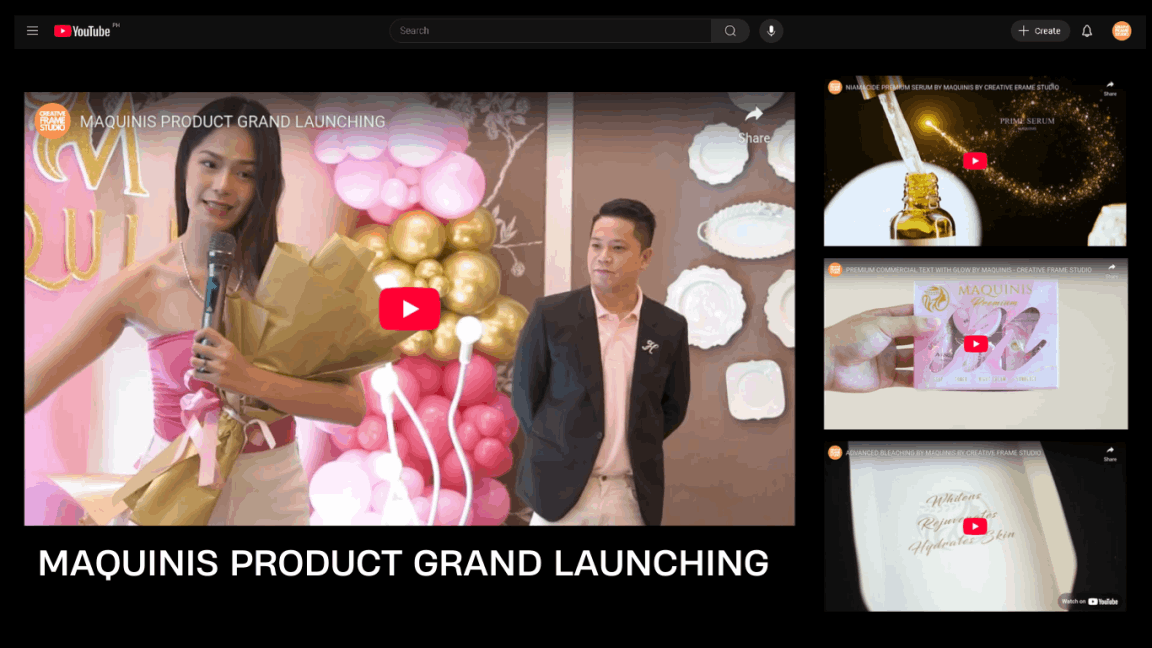 YouTube PH
Search
Create
CREATIVE
FRAME
STUDIO
MAQUINIS PRODUCT GRAND LAUNCHING
Share
M
QUI
H
MAQUINIS PRODUCT GRAND LAUNCHING
NIAMACIDE PREMIUM SERUM BY MAQUINIS BY CREATIVE FRAME STUDIO
Share
PRIME SERUM
PREMIUM COMMERCIAL TEXT WITH GLOW BY MAQUINIS - CREATIVE FRAME STUDIO
MAQUINIS
Premium
ADVANCED BLEACHING BY MAQUINIS BY CREATIVE FRAME STUDIO
Share
Whitens
Rejuvenates
Hydrates Skin
Watch on YouTube